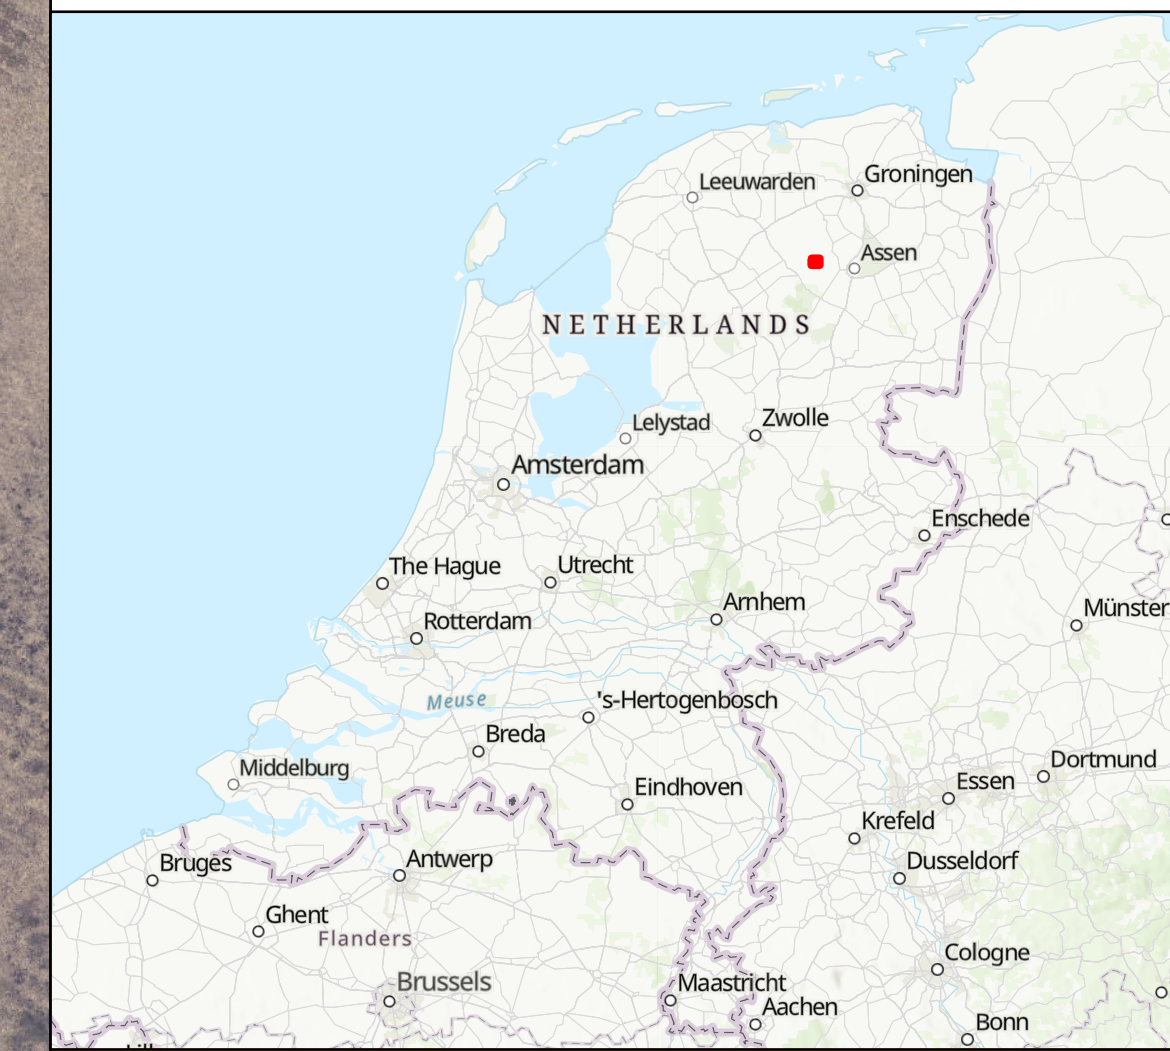 Groningen
Leeuwarden
Assen
NETHERLANDS
Zwolle
Lelystad
Amsterdam
Enschede
The Hague
Utrecht
Arnhem
Münster
Rotterdam
Meuse
's-Hertogenbosch
Breda
Dortmund
Middelburg
Essen
Eindhoven
Krefeld
Bruges
Antwerp
Dusseldorf
Ghent
Flanders
Cologne
Brussels
Maastricht
Aachen
Bonn